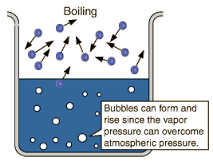 Boiling
Bubbles can form and
rise since the vapor
pressure can overcome
atmospheric pressure.